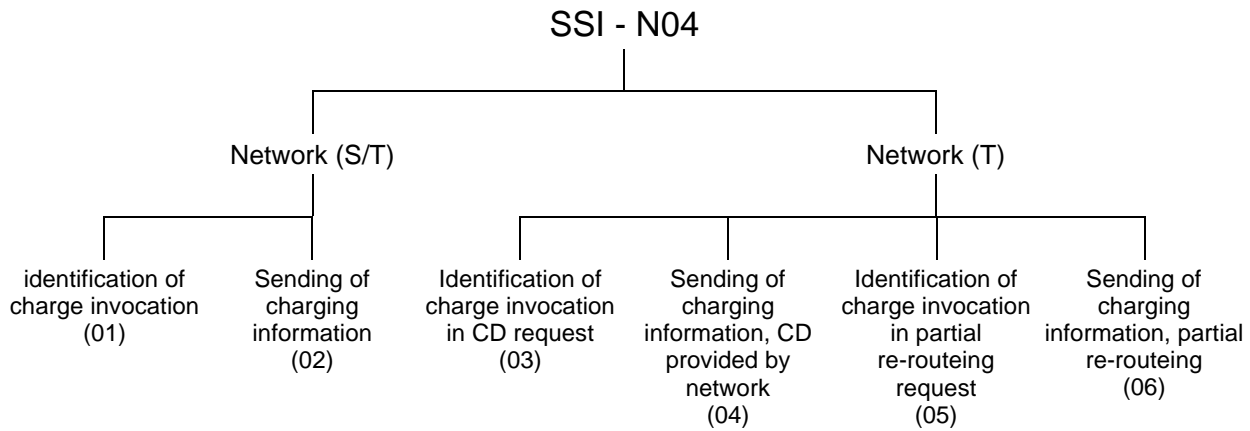 SSI - N04
Network (S/T)
Network (T)
identification of
charge invocation
(01)
Sending of
charging
information
(02)
Identification of
charge invocation
in CD request
(03)
Sending of
charging
information, CD
provided by
network
(04)
Identification of
charge invocation
in partial
re-routeing
request
(05)
Sending of
charging
information, partial
re-routeing
(06)